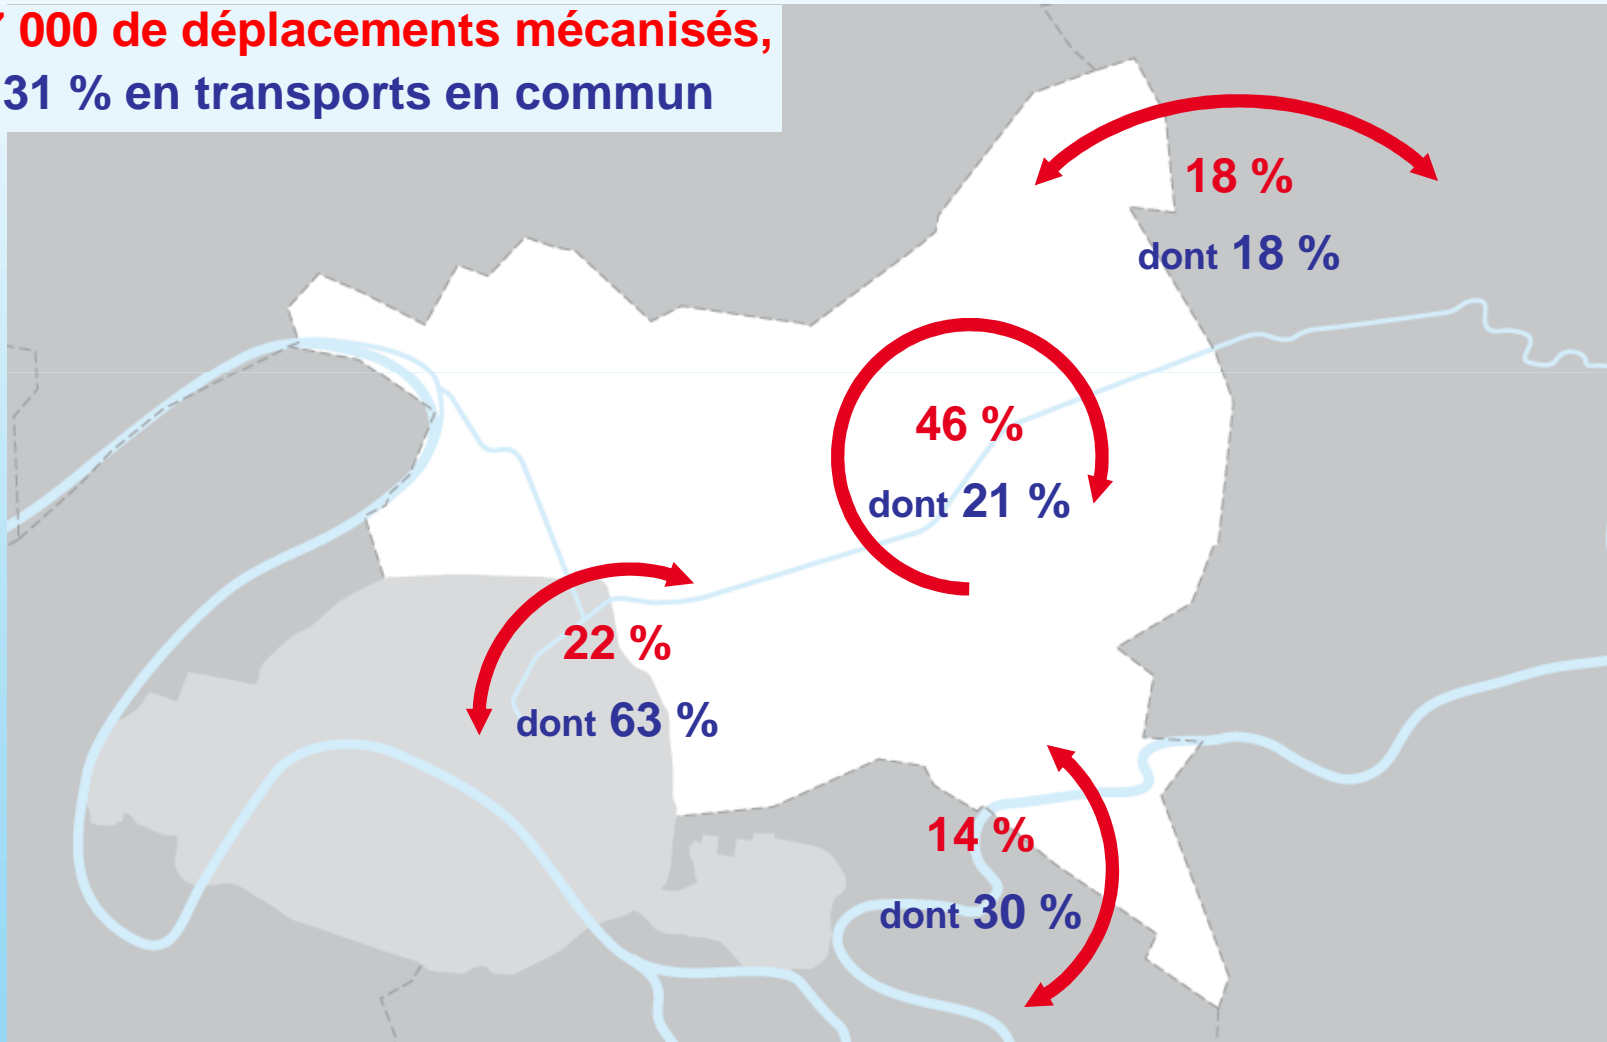 7 000 de déplacements mécanisés,
31 % en transports en commun
18 %
dont 18 %
46 %
dont 21 %
22 %
dont 63 %
14 %
dont 30 %